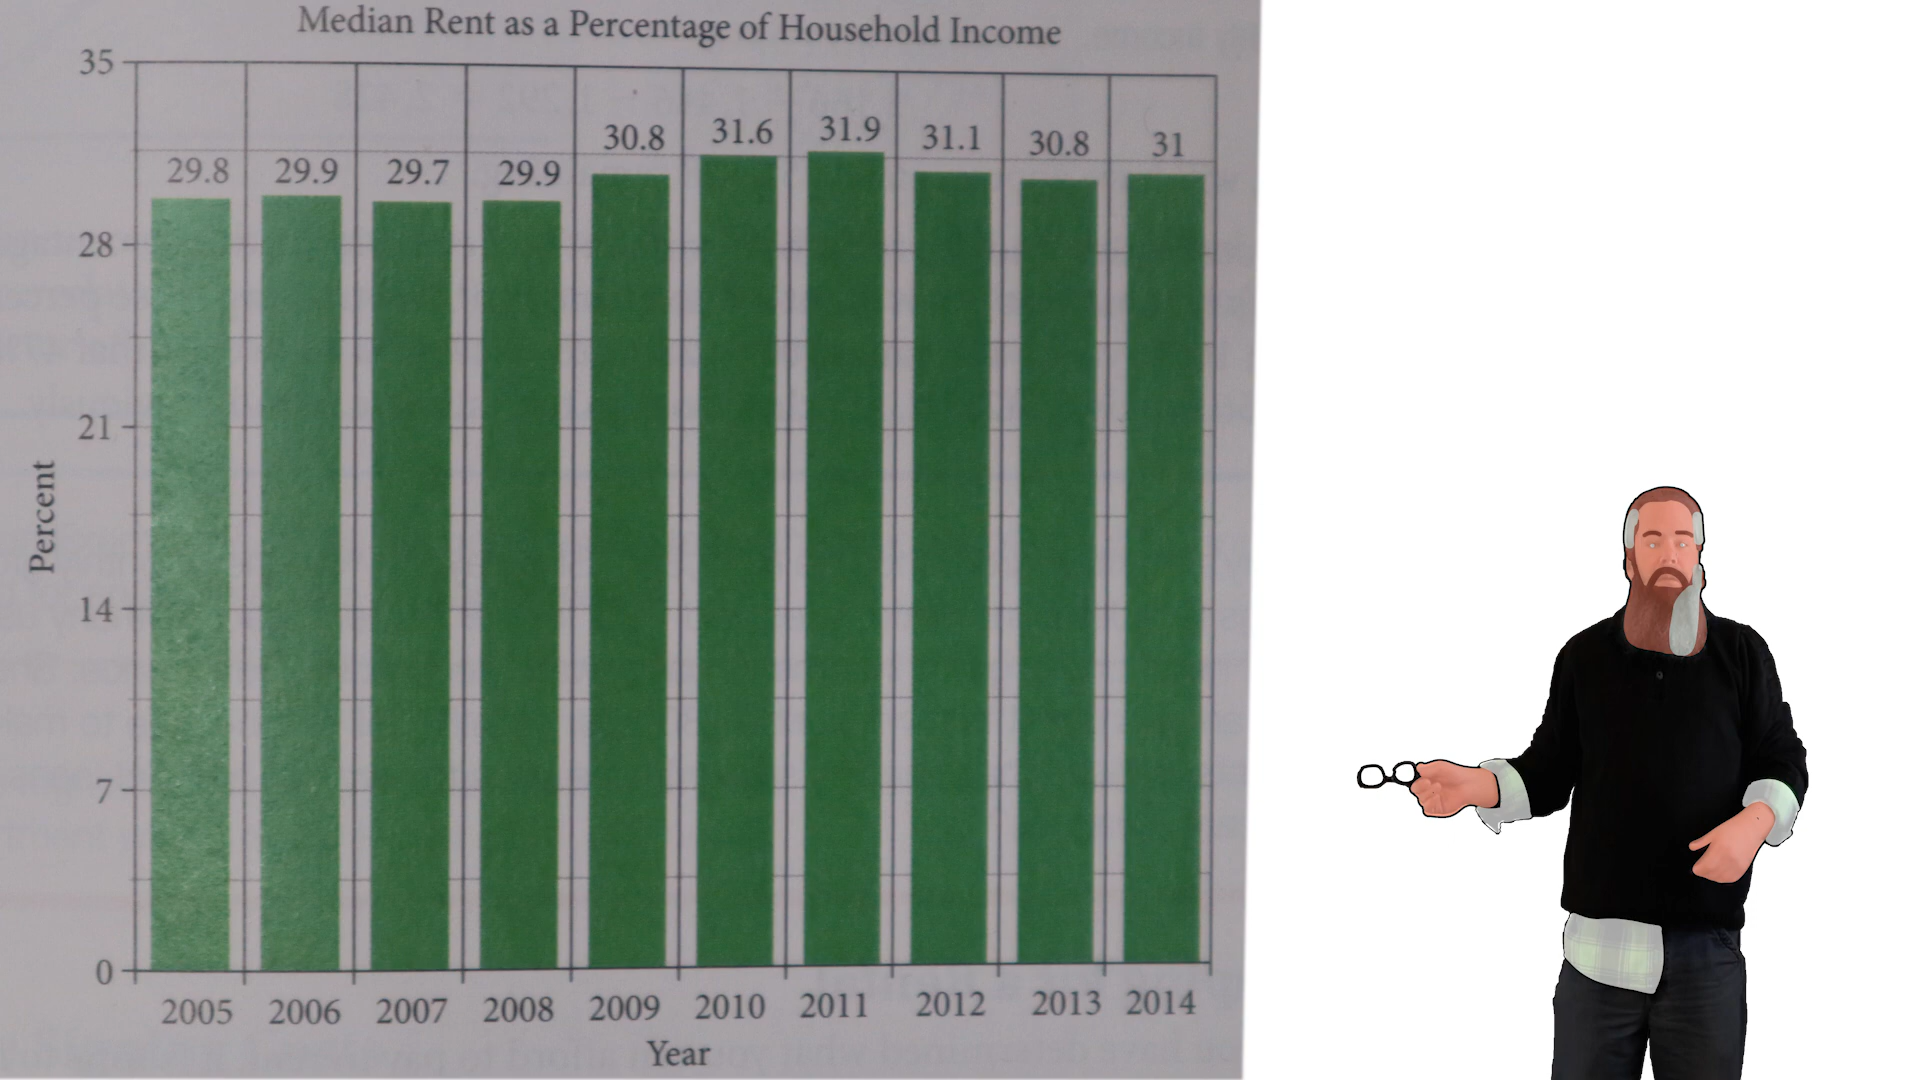 Median Rent as a Percentage of Household Income
35
29.8 29.9 29.7 29.9 30.8 31.6 31.9 31.1 30.8 31
28
21
Percent
14
7
0
2005 2006 2007 2008 2009 2010 2011 2012 2013 2014
Year